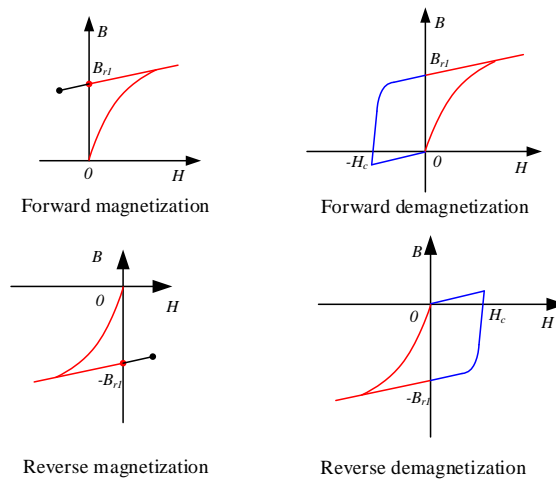 B
B_{r1}
0
H
Forward magnetization
B
B_{r1}
-H_c
0
H
Forward demagnetization
B
0
H
-B_{r1}
Reverse magnetization
B
0
H_c
H
-B_{r1}
Reverse demagnetization